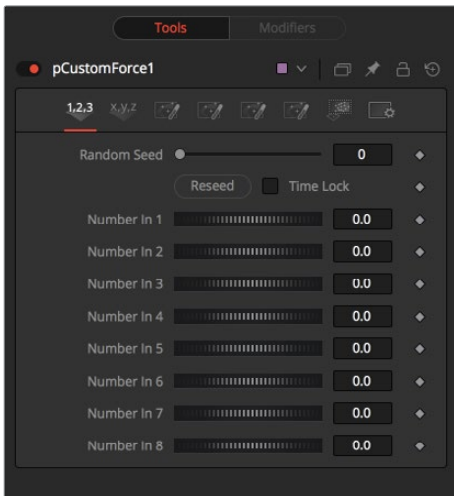 Tools Modifiers
pCustomForce1
1,2,3 x,y,z
Random Seed 0
Reseed Time Lock
Number In 1 0.0
Number In 2 0.0
Number In 3 0.0
Number In 4 0.0
Number In 5 0.0
Number In 6 0.0
Number In 7 0.0
Number In 8 0.0